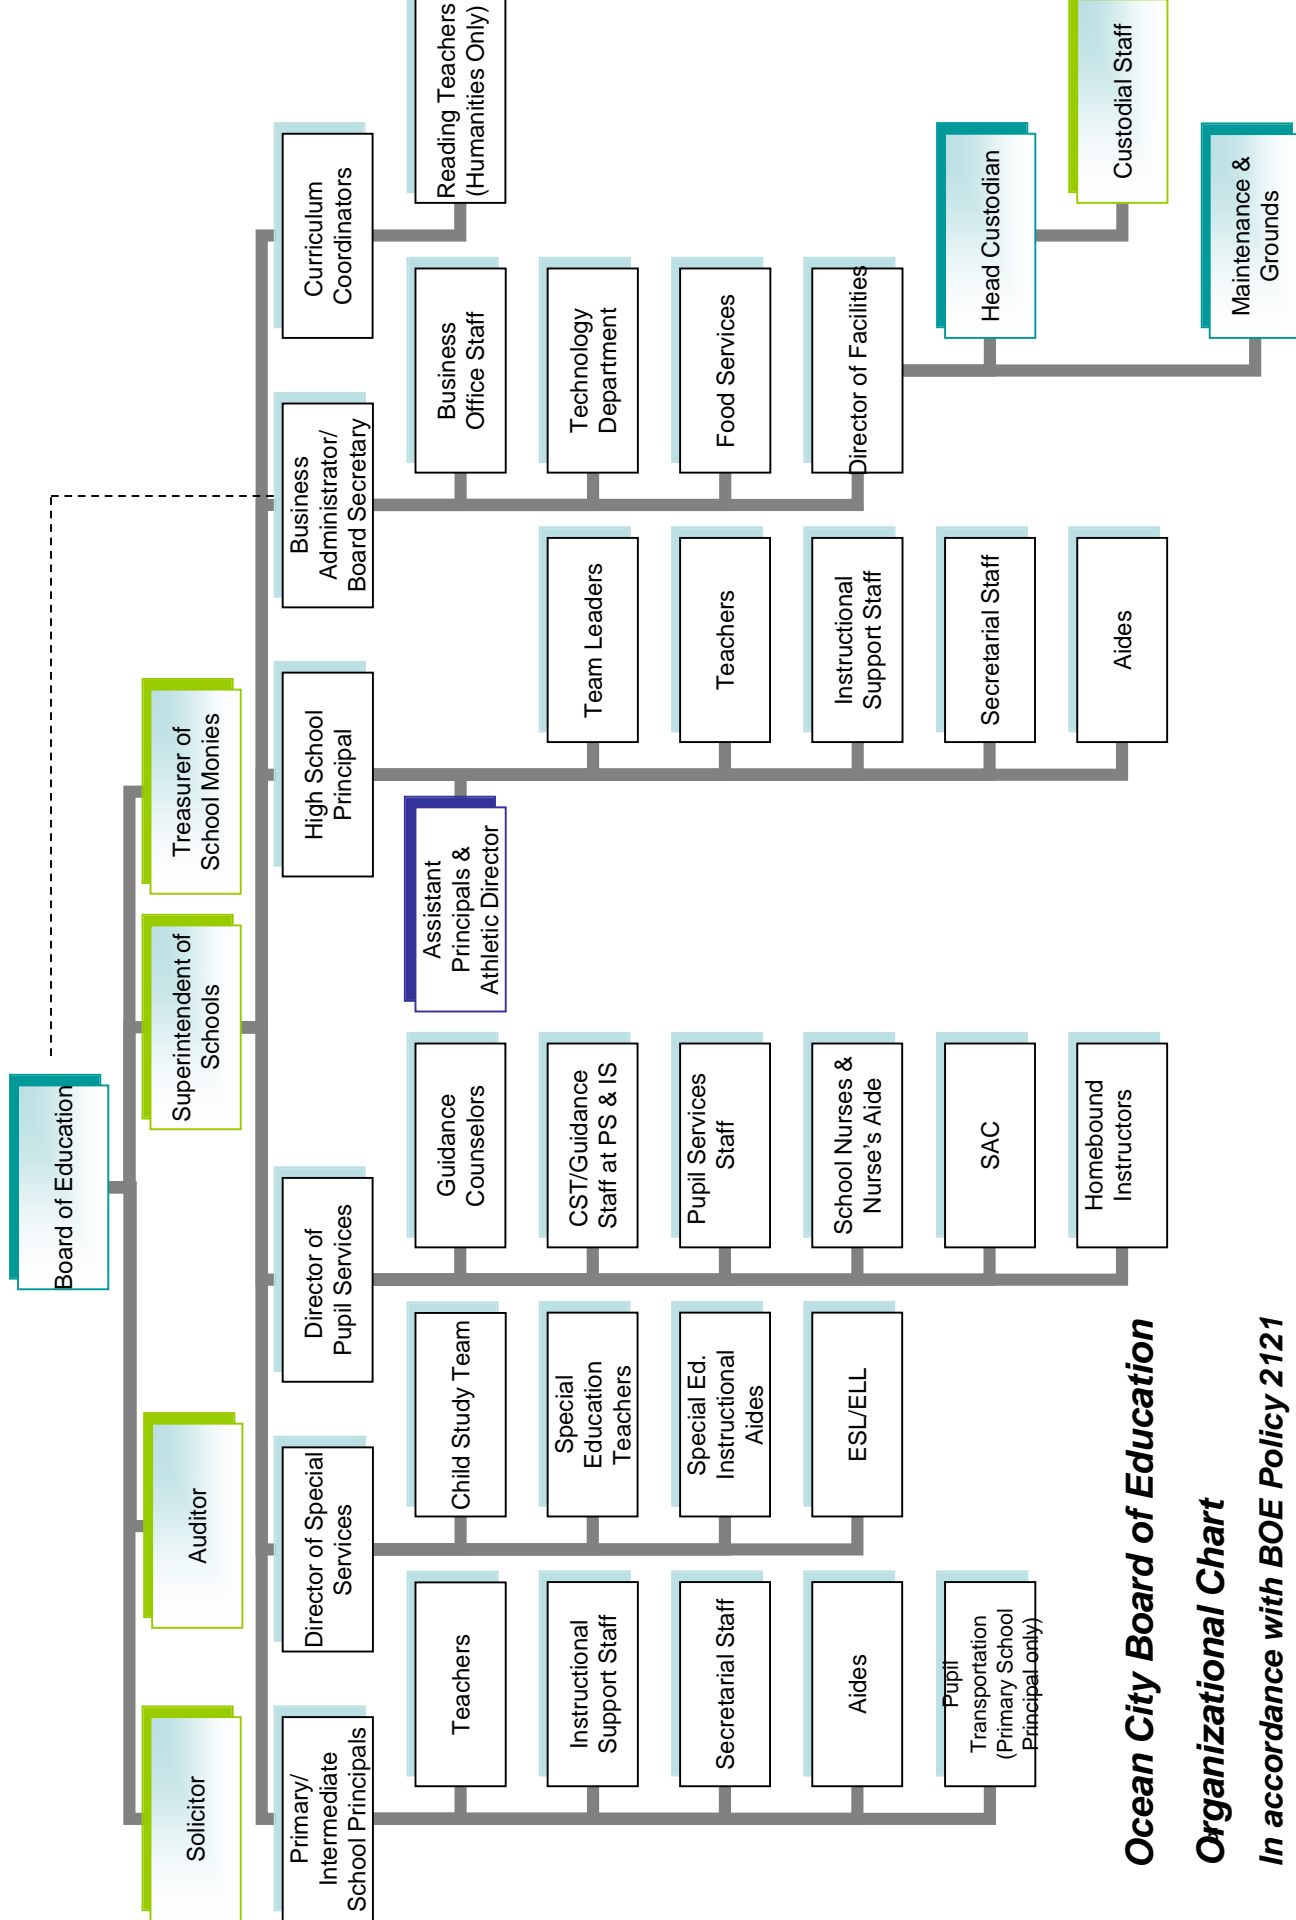 Board of Education
Solicitor
Auditor
Superintendent of
Schools
Treasurer of
School Monies
Primary/
Intermediate
School Principals
Director of Special
Services
Director of
Pupil Services
High School
Principal
Business
Administrator/
Board Secretary
Curriculum
Coordinators
Teachers
Instructional
Support Staff
Secretarial Staff
Aides
Pupil
Transportation
(Primary School
Principal only)
Child Study Team
Special
Education
Teachers
Special Ed.
Instructional
Aides
ESL/ELL
Guidance
Counselors
CST/Guidance
Staff at PS & IS
Pupil Services
Staff
School Nurses &
Nurse’s Aide
SAC
Homebound
Instructors
Assistant
Principals &
Athletic Director
Team Leaders
Teachers
Instructional
Support Staff
Secretarial Staff
Aides
Business
Office Staff
Technology
Department
Food Services
Director of Facilities
Head Custodian
Custodial Staff
Maintenance &
Grounds
Reading Teachers
(Humanities Only)
Ocean City Board of Education
Organizational Chart
In accordance with BOE Policy 2121